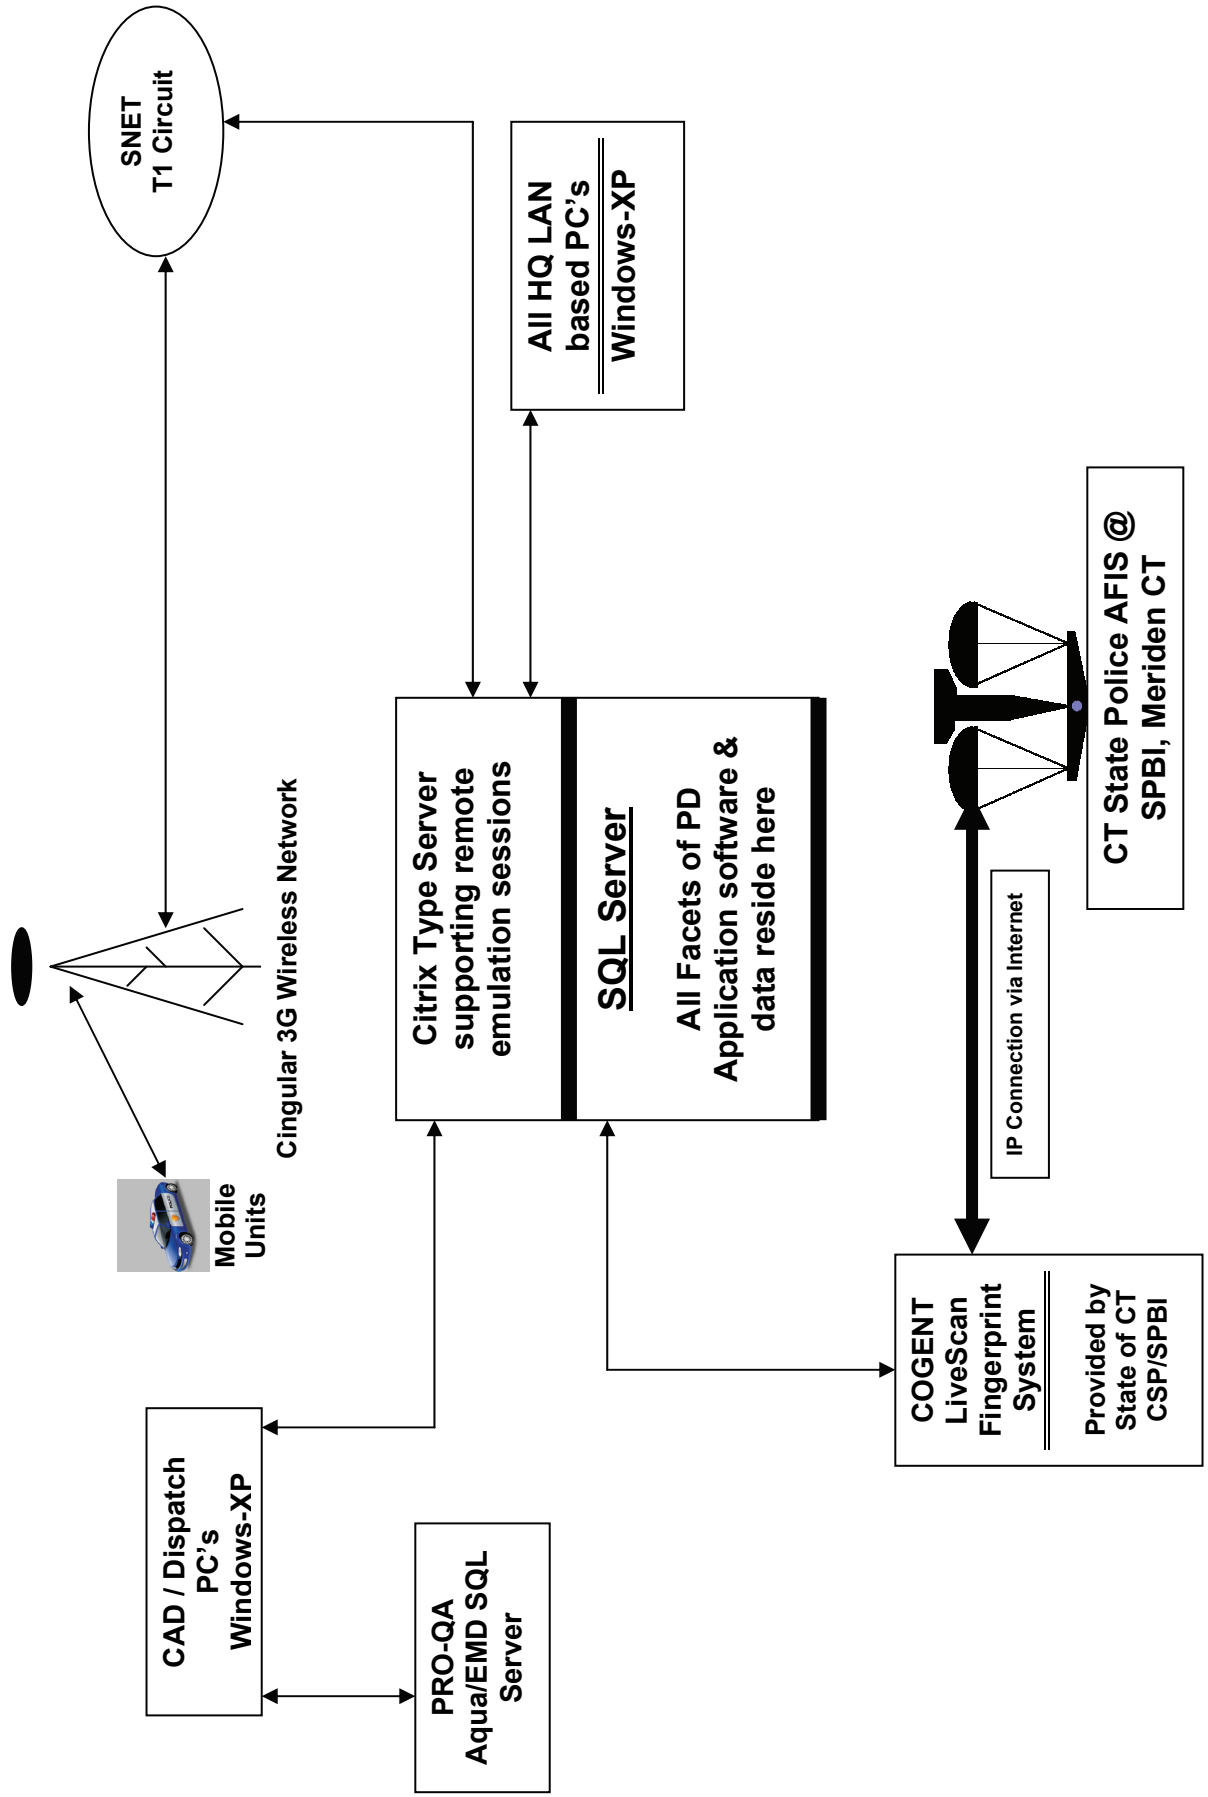 CAD / Dispatch
PC's
Windows-XP
Mobile
Units
Cingular 3G Wireless Network
SNET
T1 Circuit
PRO-QA
Aqua/EMD SQL
Server
Citrix Type Server
supporting remote
emulation sessions
SQL Server
All Facets of PD
Application software &
data reside here
All HQ LAN
based PC's
Windows-XP
COGENT
LiveScan
Fingerprint
System
Provided by
State of CT
CSP/SPBI
IP Connection via Internet
CT State Police AFIS @
SPBI, Meriden CT